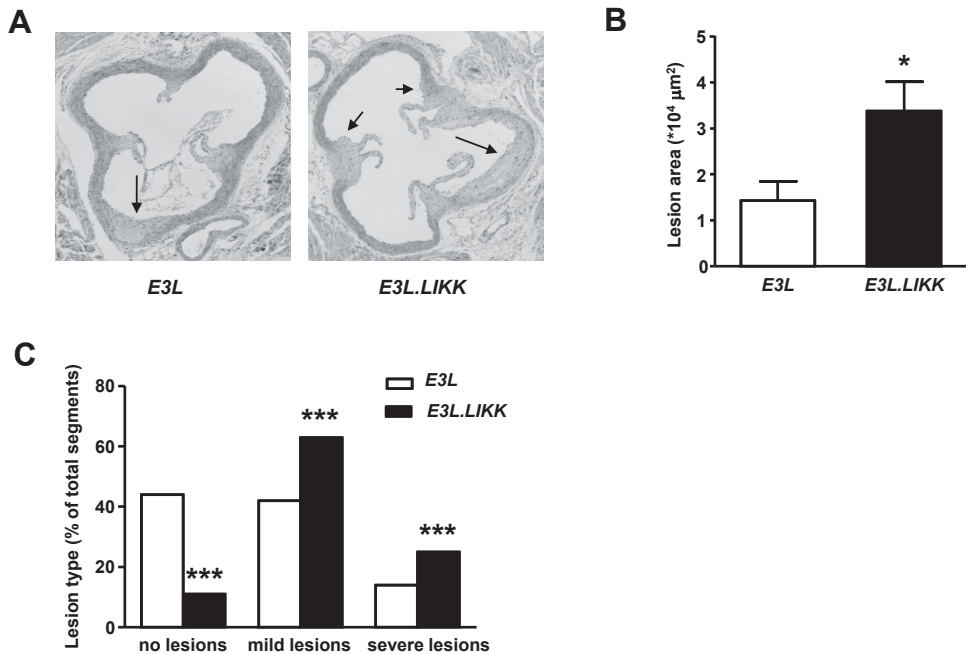 A
E3L
E3L.LIKK
B
Lesion area (*10⁴ μm²)
5
4
3
2
1
0
*
E3L
E3L.LIKK
C
Lesion type (% of total segments)
80
60
40
20
0
E3L
E3L.LIKK
***
***
***
no lesions
mild lesions
severe lesions